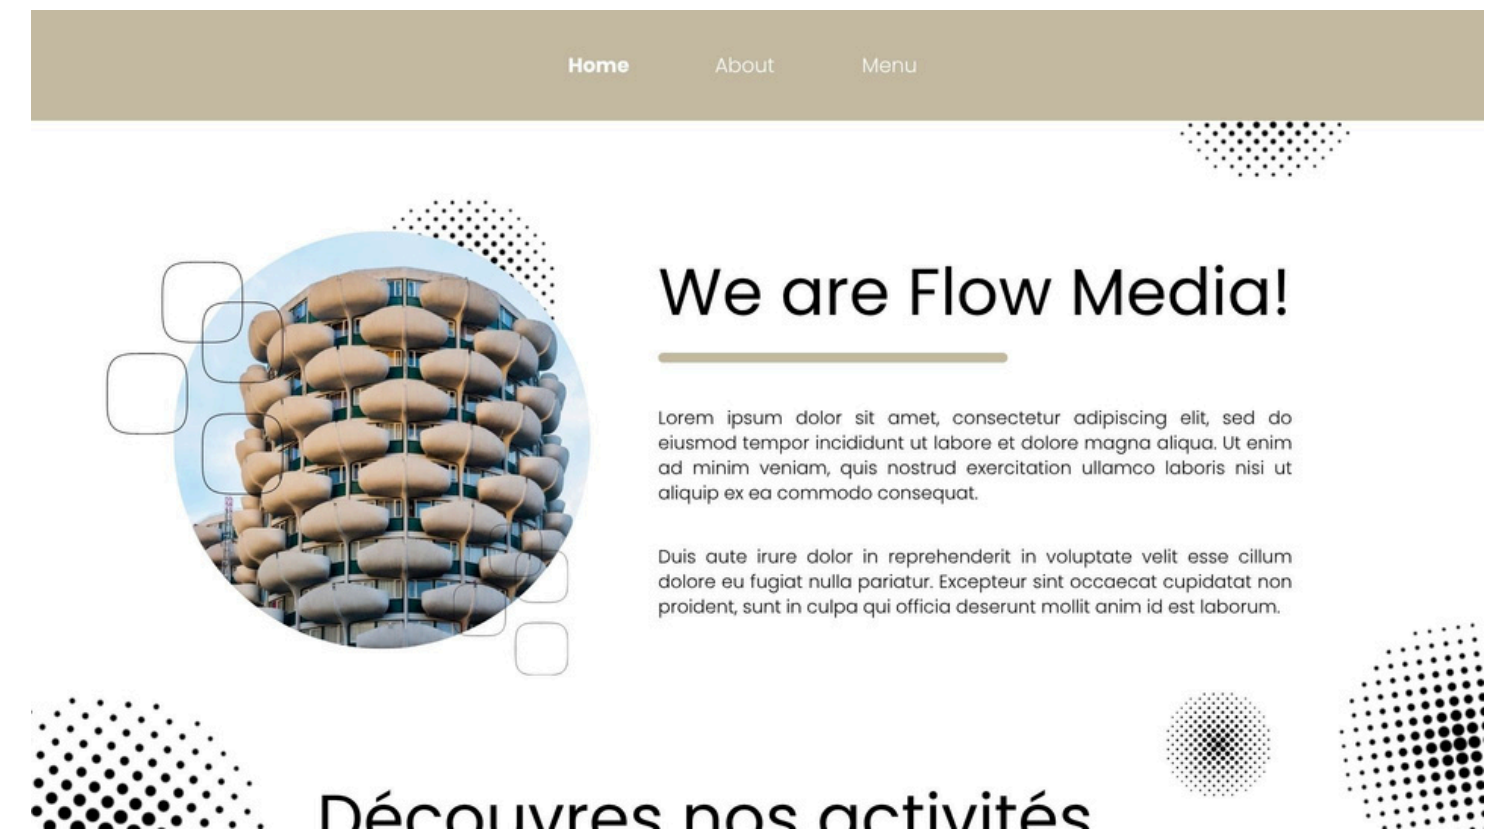 Home About Menu
We are Flow Media!
Lorem ipsum dolor sit amet, consectetur adipiscing elit, sed do
eiusmod tempor incididunt ut labore et dolore magna aliqua. Ut enim
ad minim veniam, quis nostrud exercitation ullamco laboris nisi ut
aliquip ex ea commodo consequat.
Duis aute irure dolor in reprehenderit in voluptate velit esse cillum
dolore eu fugiat nulla pariatur. Excepteur sint occaecat cupidatat non
proident, sunt in culpa qui officia deserunt mollit anim id est laborum.
Découvres nos activités